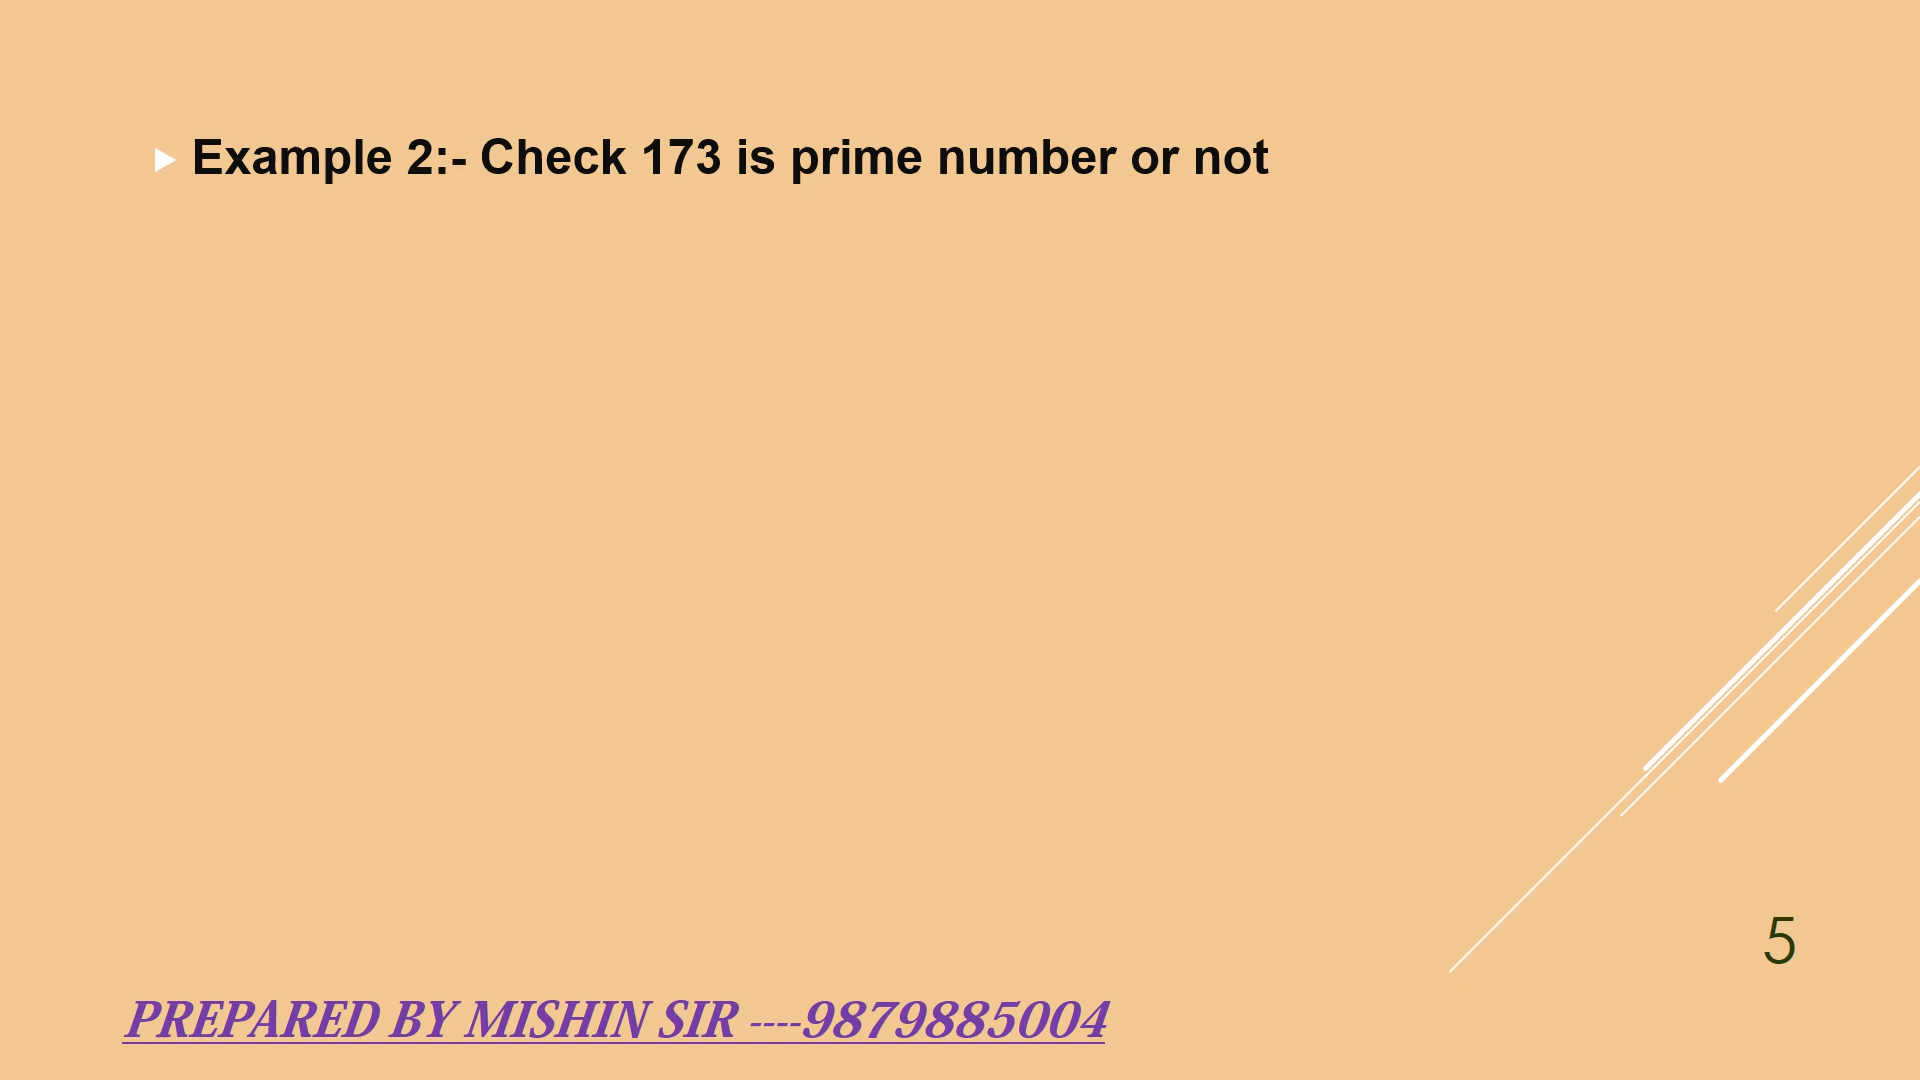 Example 2:- Check 173 is prime number or not
5
PREPARED BY MISHIN SIR ----9879885004